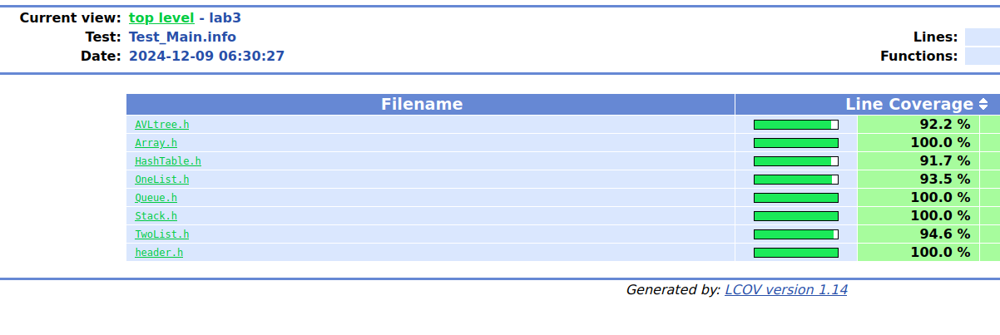 Current view: top level - lab3
Test: Test_Main.info
Lines:
Date: 2024-12-09 06:30:27
Functions:
Filename Line Coverage
AVLtree.h 92.2 %
Array.h 100.0 %
HashTable.h 91.7 %
OneList.h 93.5 %
Queue.h 100.0 %
Stack.h 100.0 %
TwoList.h 94.6 %
header.h 100.0 %
Generated by: LCOV version 1.14